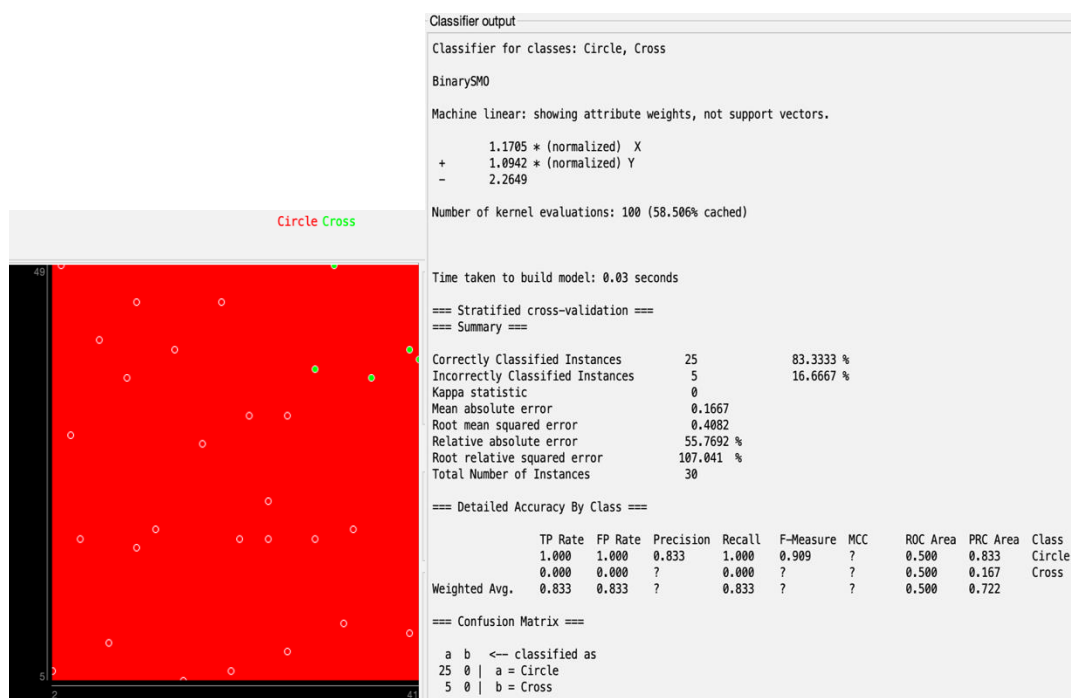 Classifier output
Classifier for classes: Circle, Cross
BinarySMO
Machine linear: showing attribute weights, not support vectors.
1.1705 * (normalized) X
+ 1.0942 * (normalized) Y
- 2.2649
Number of kernel evaluations: 100 (58.506% cached)
Time taken to build model: 0.03 seconds
=== Stratified cross-validation ===
=== Summary ===
Correctly Classified Instances 25 83.3333 %
Incorrectly Classified Instances 5 16.6667 %
Kappa statistic 0
Mean absolute error 0.1667
Root mean squared error 0.4082
Relative absolute error 55.7692 %
Root relative squared error 107.041 %
Total Number of Instances 30
=== Detailed Accuracy By Class ===
TP Rate FP Rate Precision Recall F-Measure MCC ROC Area PRC Area Class
1.000 1.000 0.833 1.000 0.909 ? 0.500 0.833 Circle
0.000 0.000 ? 0.000 ? ? 0.500 0.167 Cross
Weighted Avg. 0.833 0.833 ? 0.833 ? ? 0.500 0.722
=== Confusion Matrix ===
a b <-- classified as
25 0 | a = Circle
5 0 | b = Cross
Circle Cross
49
5
2 41